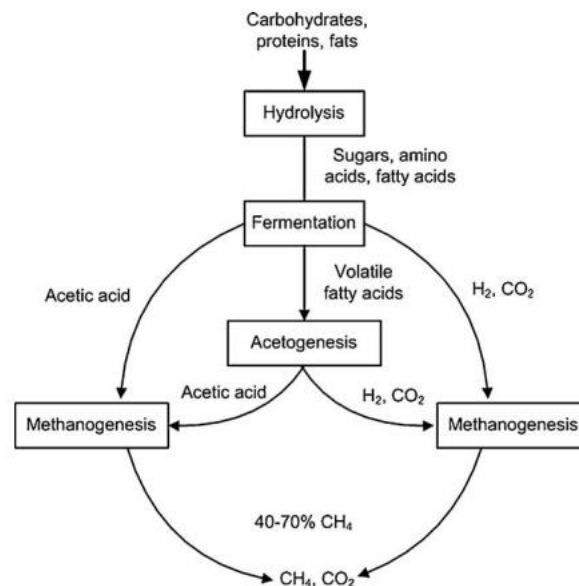 Carbohydrates,
proteins, fats
Hydrolysis
Sugars, amino
acids, fatty acids
Fermentation
Acetic acid
Volatile
fatty acids
H₂, CO₂
Acetogenesis
Acetic acid
H₂, CO₂
Methanogenesis
Methanogenesis
40-70% CH₄
CH₄, CO₂